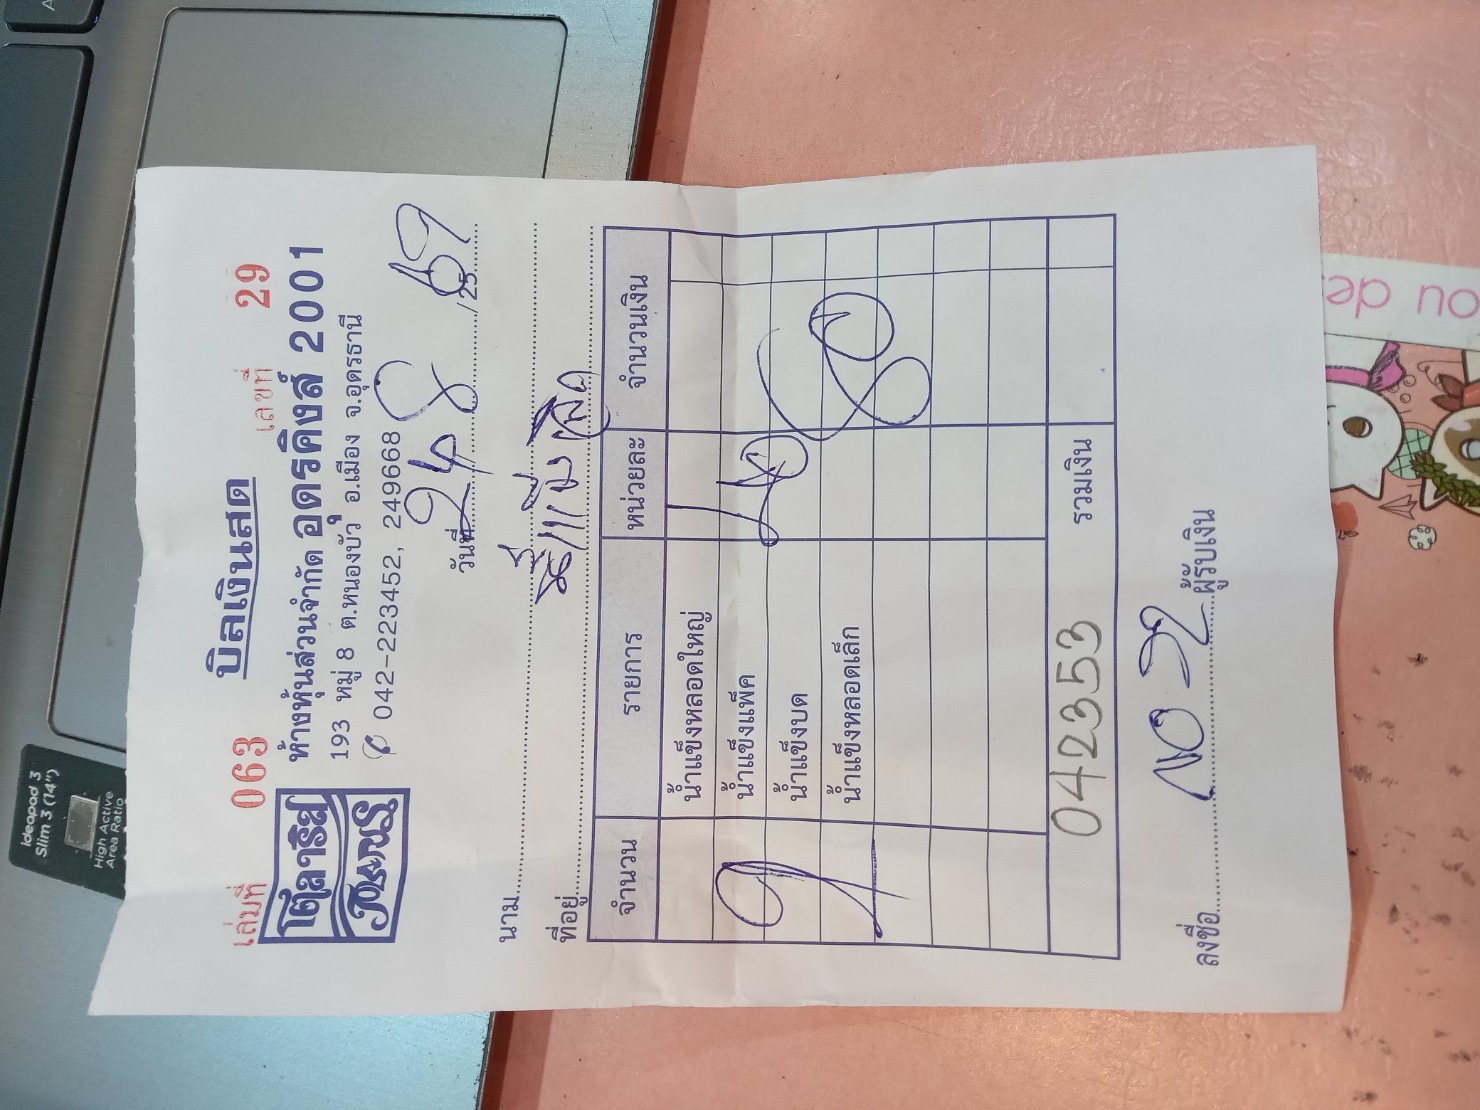 เล่มที่ 063 บิลเงินสด เลขที่ 29
โต๊ลาธิส
ห้างหุ้นส่วนจำกัด อุดรคิงส์ 2001
193 หมู่ 8 ต.หนองบัว อ.เมือง จ.อุดรธานี
042-223452, 249668
วันที่ 24 8 /25 67
นาม
ที่อยู่
จำนวน รายการ หน่วยละ จำนวนเงิน
น้ำแข็งหลอดใหญ่
น้ำแข็งแพ็ค
น้ำแข็งบด
น้ำแข็งหลอดเล็ก
40
80
0423353 รวมเงิน
ลงชื่อ ผู้รับเงิน
Ideapad 3
Slim 3 (14")
High Active
Area Ratio
ou de